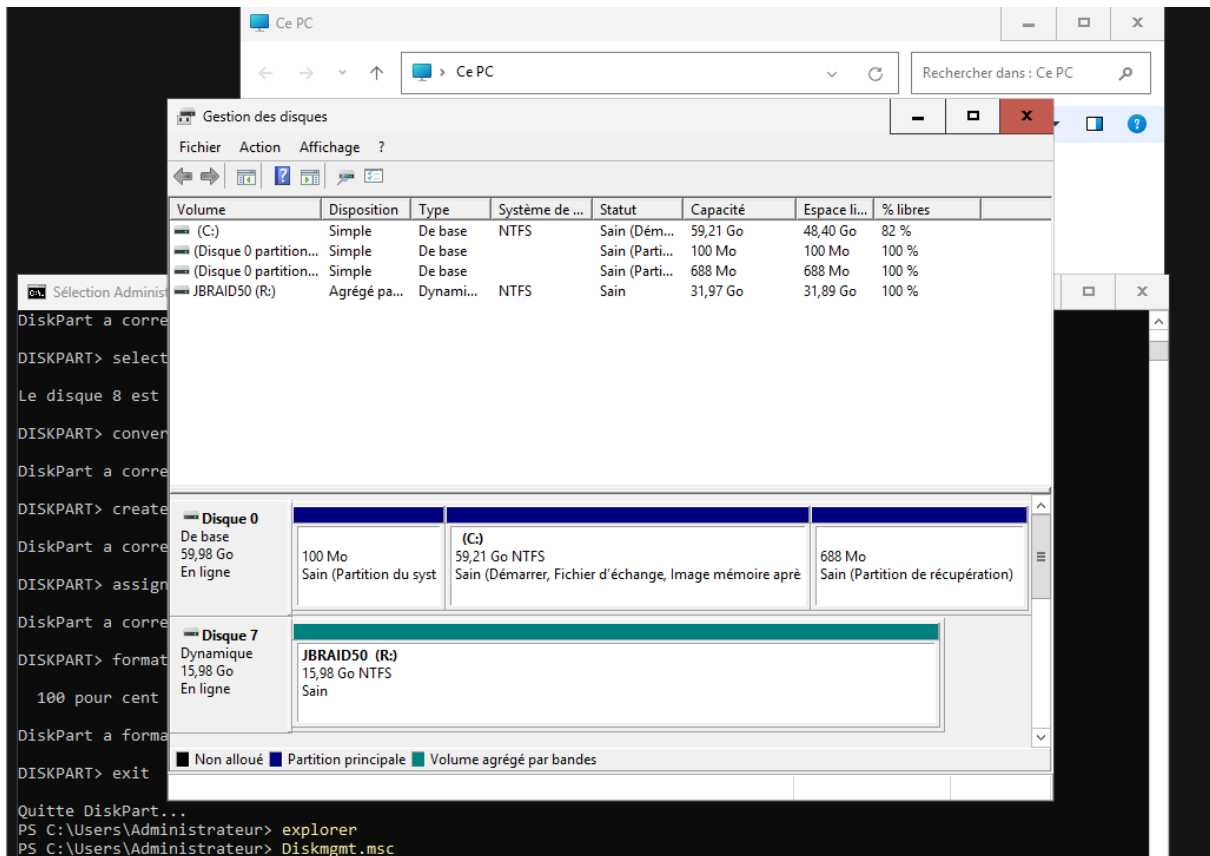 Ce PC
Ce PC
Rechercher dans : Ce PC
Gestion des disques
Fichier Action Affichage ?
Volume Disposition Type Système de ... Statut Capacité Espace li... % libres
(C:) Simple De base NTFS Sain (Dém... 59,21 Go 48,40 Go 82 %
(Disque 0 partition... Simple De base Sain (Parti... 100 Mo 100 Mo 100 %
(Disque 0 partition... Simple De base Sain (Parti... 688 Mo 688 Mo 100 %
JBRAID50 (R:) Agrégé pa... Dynami... NTFS Sain 31,97 Go 31,89 Go 100 %
Disque 0
De base
59,98 Go
En ligne
100 Mo
Sain (Partition du syst
(C:)
59,21 Go NTFS
Sain (Démarrer, Fichier d'échange, Image mémoire aprè
688 Mo
Sain (Partition de récupération)
Disque 7
Dynamique
15,98 Go
En ligne
JBRAID50 (R:)
15,98 Go NTFS
Sain
Non alloué Partition principale Volume agrégé par bandes
Sélection Administ
DiskPart a corre
DISKPART> select
Le disque 8 est
DISKPART> conver
DiskPart a corre
DISKPART> create
DiskPart a corre
DISKPART> assign
DiskPart a corre
DISKPART> format
100 pour cent
DiskPart a forma
DISKPART> exit
Quitte DiskPart...
PS C:\Users\Administrateur> explorer
PS C:\Users\Administrateur> Diskmgmt.msc